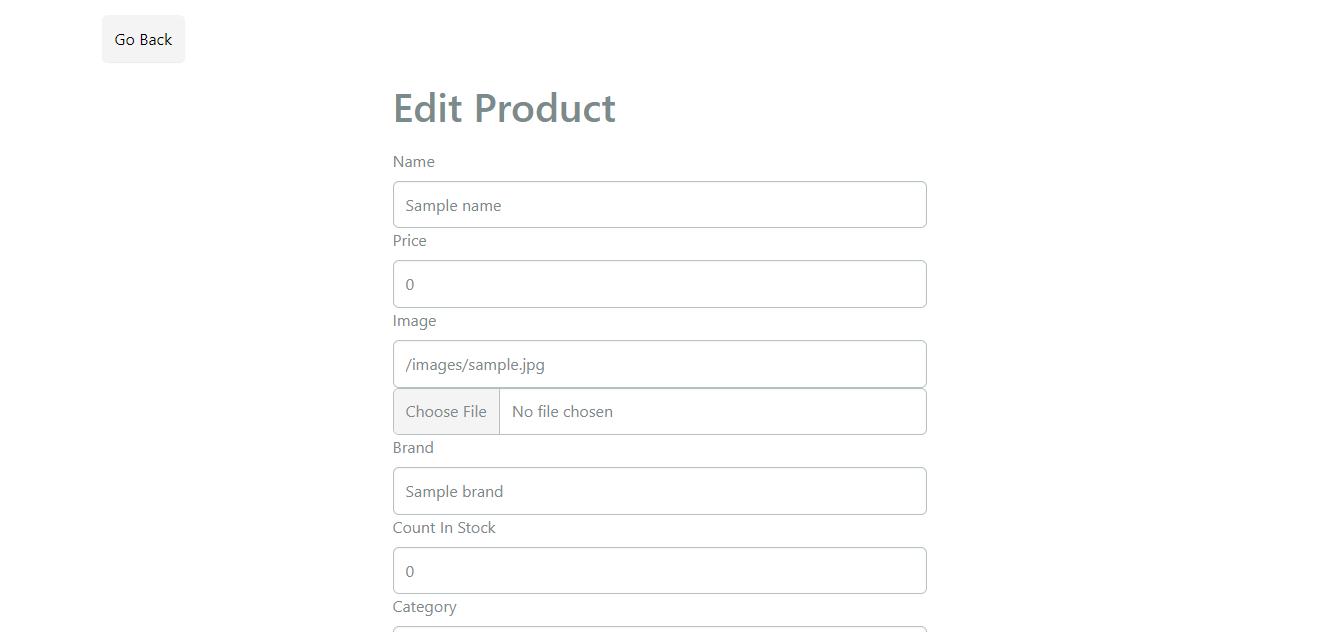 Go Back
Edit Product
Name
Sample name
Price
0
Image
/images/sample.jpg
Choose File No file chosen
Brand
Sample brand
Count In Stock
0
Category